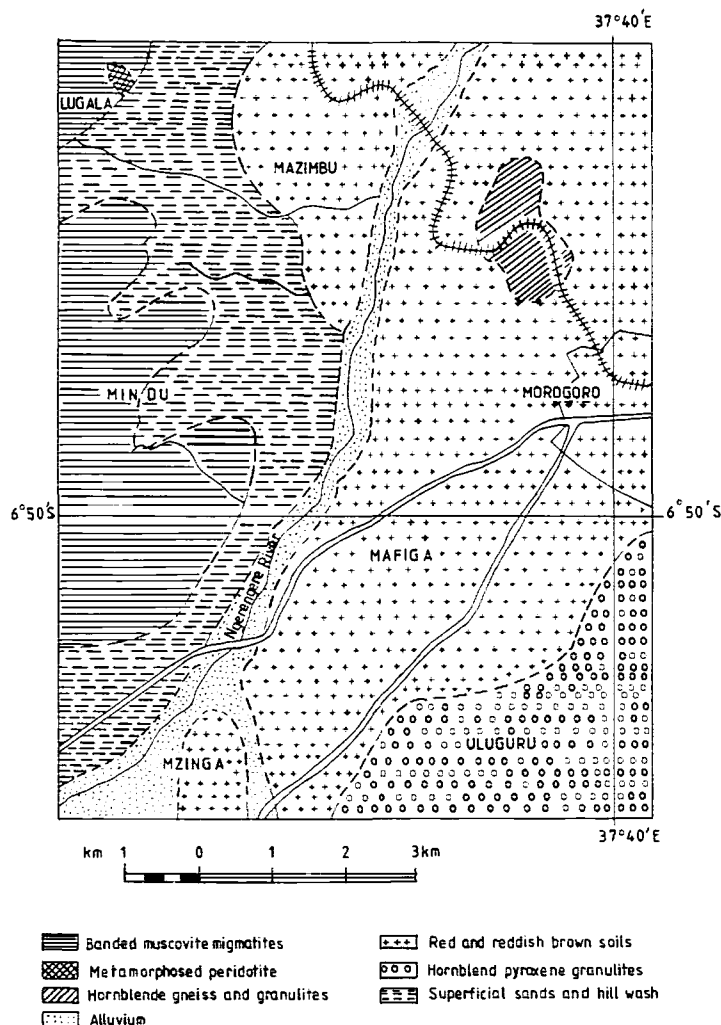 37°40'E
LUGALA
MAZIMBU
MINDU
MOROGORO
6°50'S
6°50'S
MAFIGA
Ngerengere River
ULUGURU
MZINGA
37°40'E
km 1 0 1 2 3km
Banded muscovite migmatites
Metamorphosed peridotite
Hornblende gneiss and granulites
Alluvium
Red and reddish brown soils
Hornblend pyroxene granulites
Superficial sands and hill wash